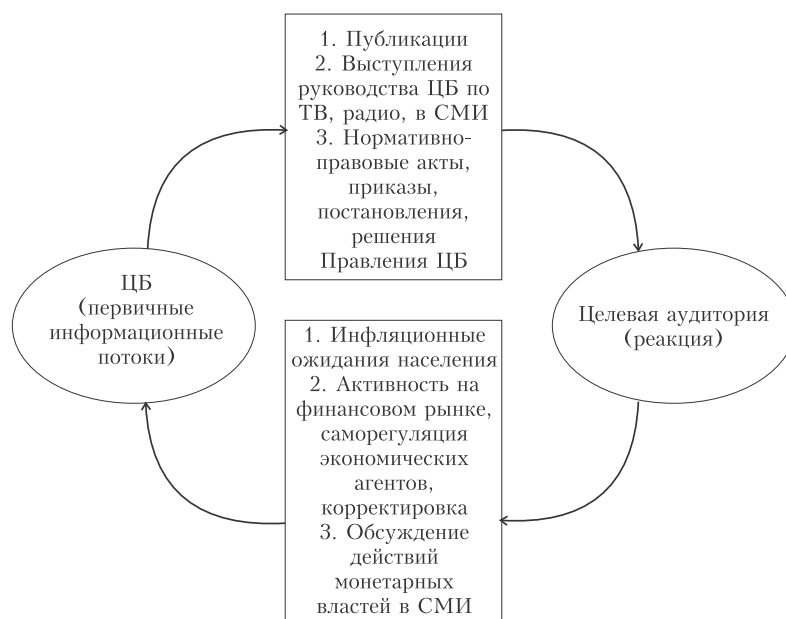 1. Публикации
2. Выступления
руководства ЦБ по
ТВ, радио, в СМИ
3. Нормативно-
правовые акты,
приказы,
постановления,
решения
Правления ЦБ
ЦБ
(первичные
информационные
потоки)
Целевая аудитория
(реакция)
1. Инфляционные
ожидания населения
2. Активность на
финансовом рынке,
саморегуляция
экономических
агентов,
корректировка
3. Обсуждение
действий
монетарных
властей в СМИ